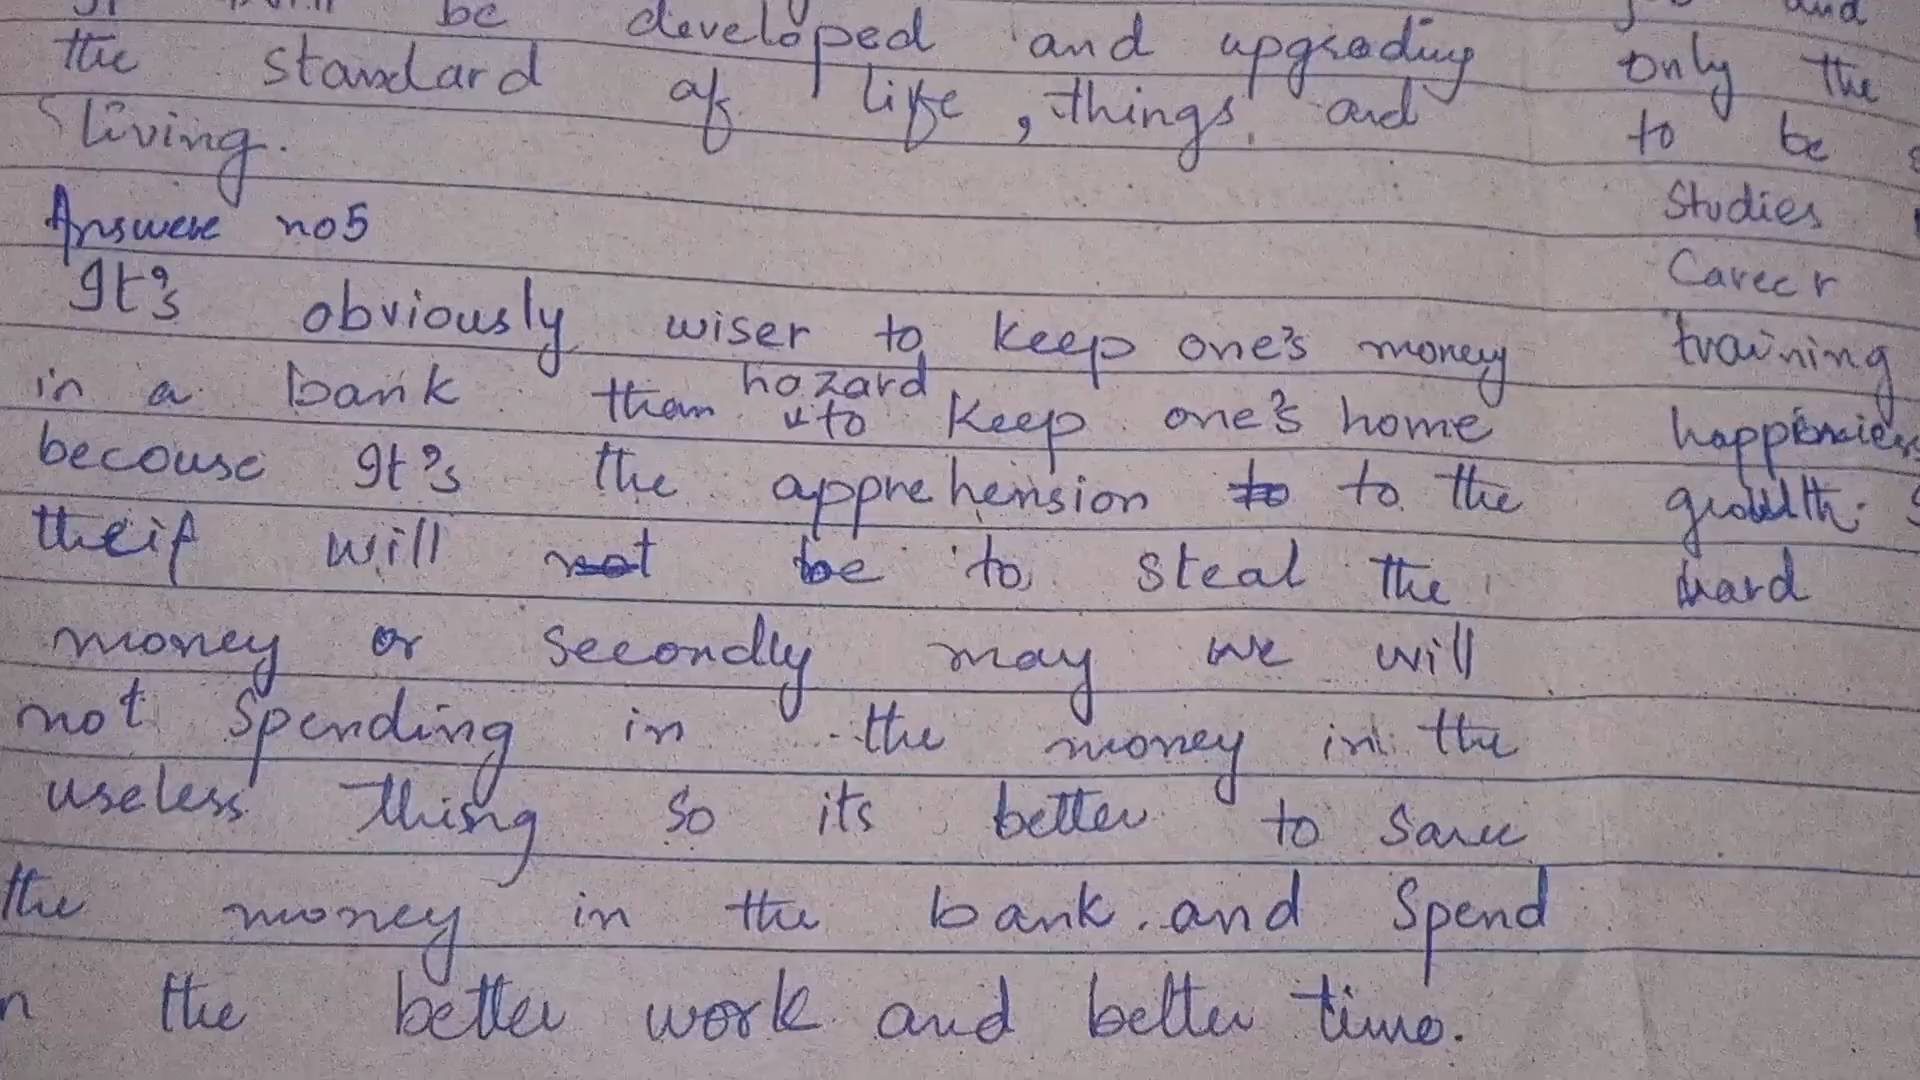 be developed and upgrading
the standard of life, things, and
living.
Answere no5
It's obviously wiser to keep one's money
in a bank than hazard to keep one's home
becouse It's the apprehension to to the
theif will not be to steal the
money or secondly may we will
not spending in the money in the
useless thisng so its better to save
the money in the bank. and Spend
the better work and better time.
and
only the
to be
Studies
Career
training
growth.
hard